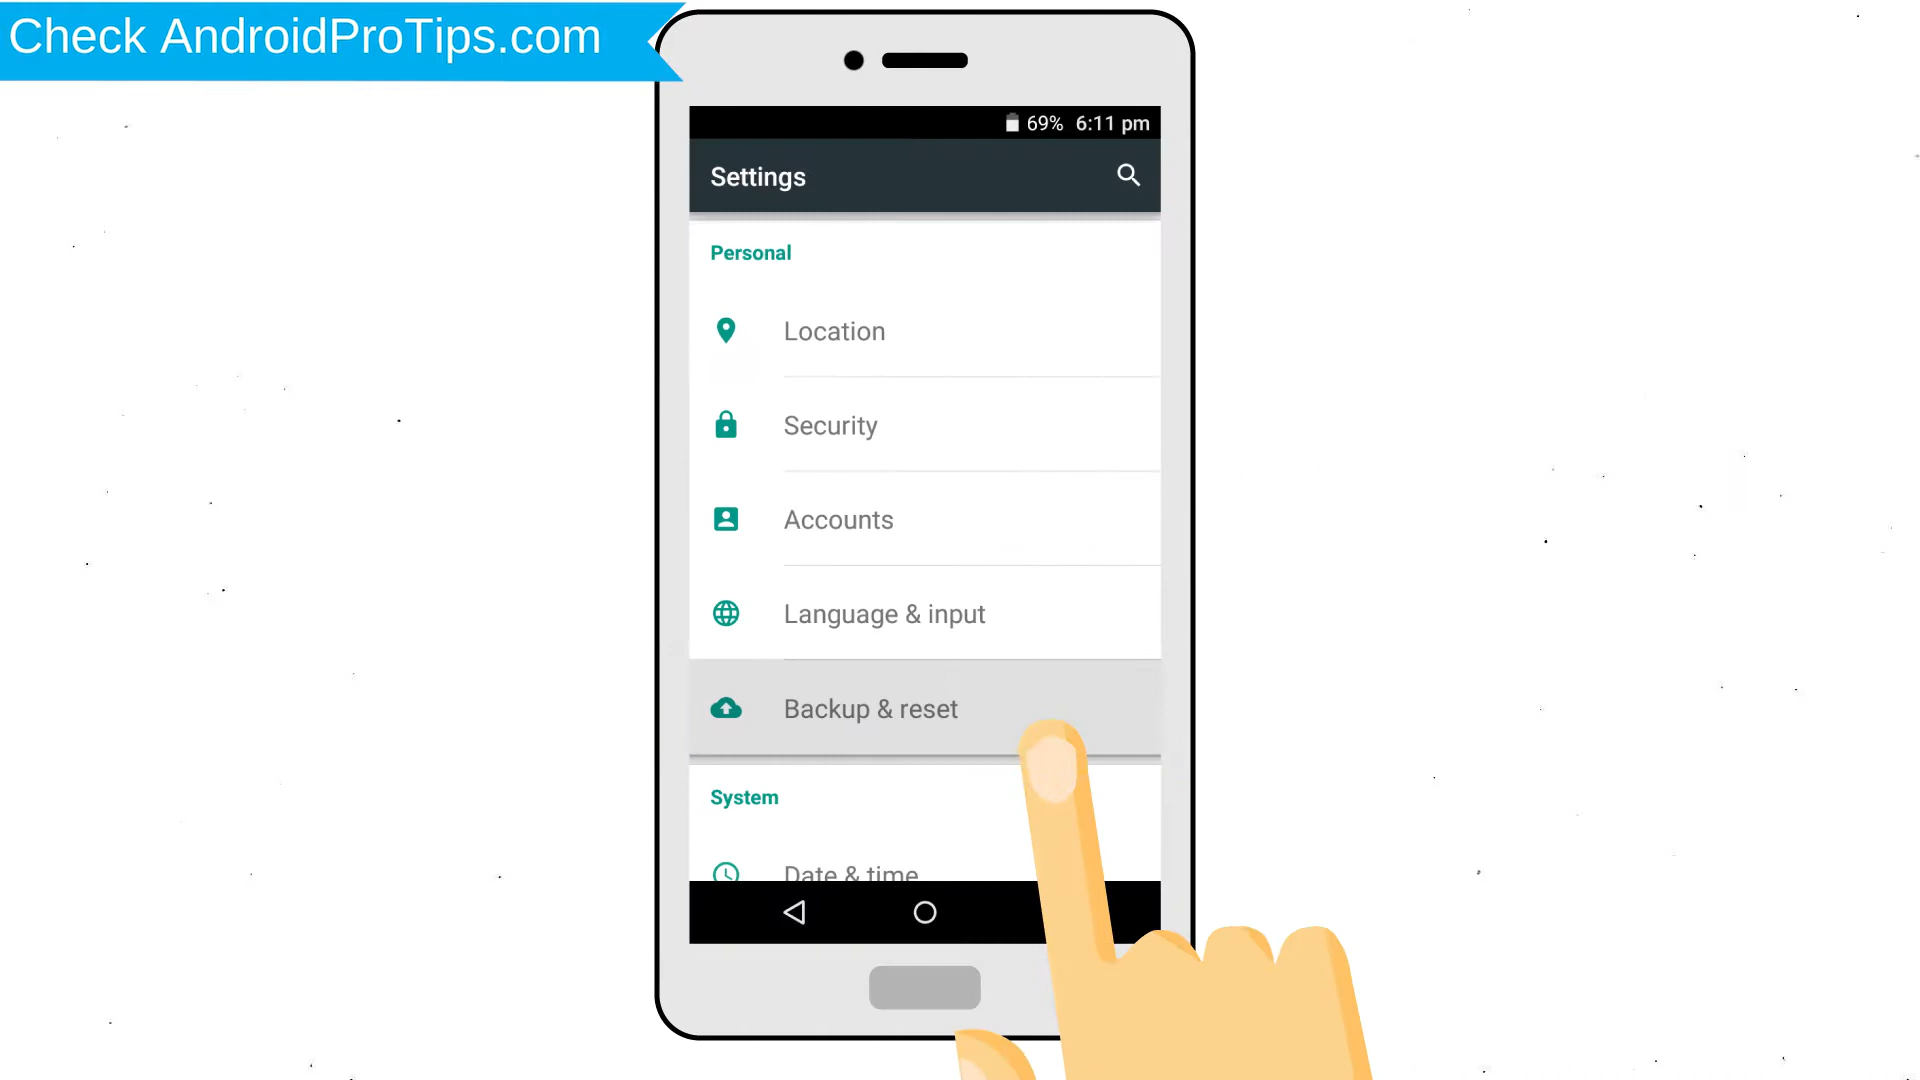 Check AndroidProTips.com
69% 6:11 pm
Settings
Personal
Location
Security
Accounts
Language & input
Backup & reset
System
Date & time